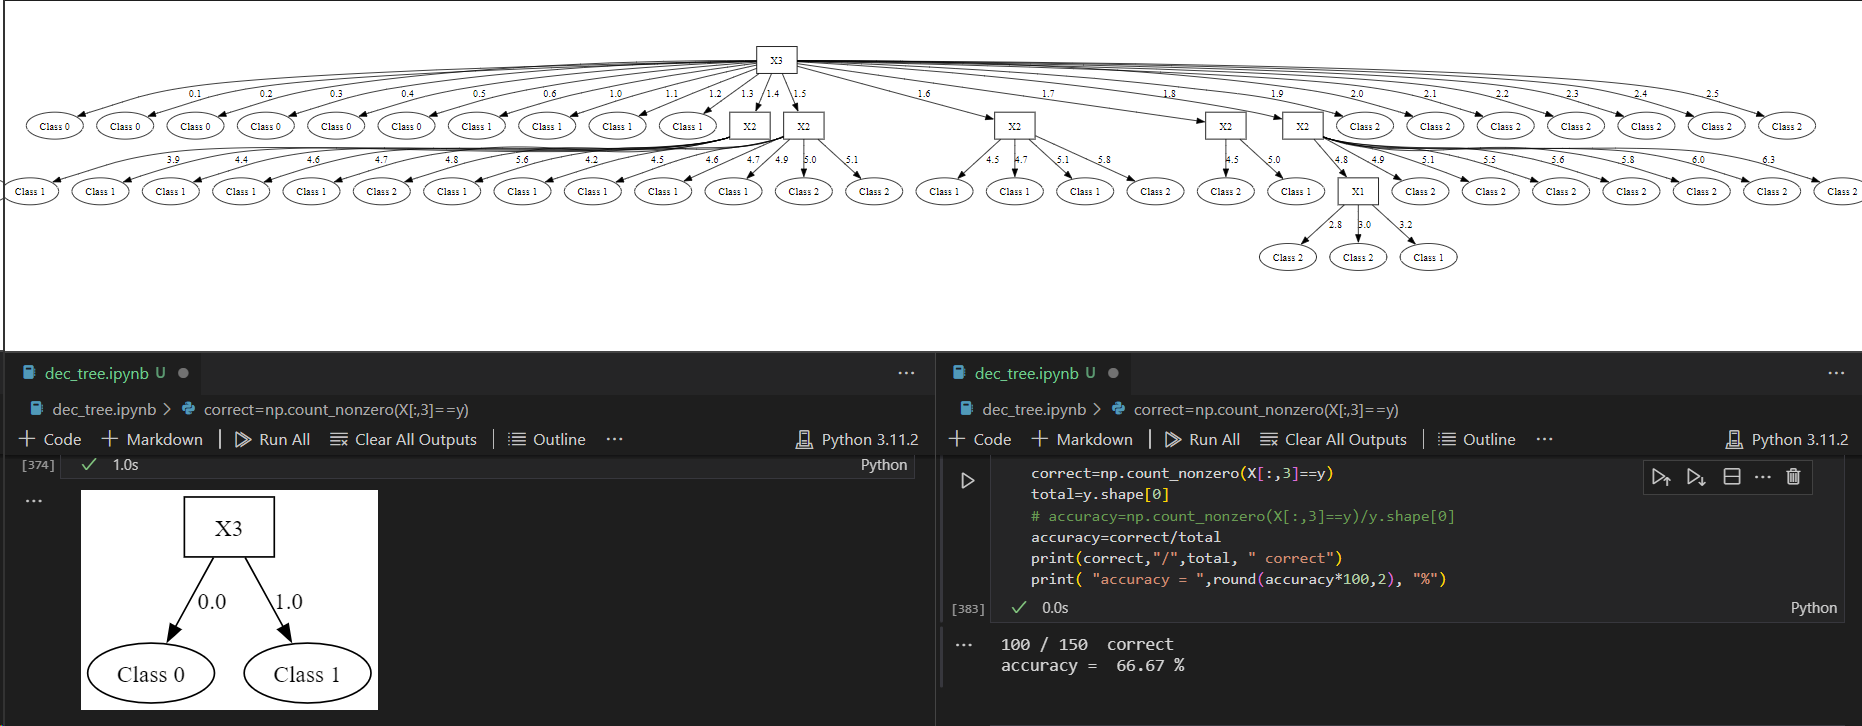 X3
0.1 0.2 0.3 0.4 0.5 0.6 1.0 1.1 1.2 1.3 1.4 1.5 1.6 1.7 1.8 1.9 2.0 2.1 2.2 2.3 2.4 2.5
Class 0 Class 0 Class 0 Class 0 Class 0 Class 0 Class 1 Class 1 Class 1 Class 1 X2 X2 X2 X2 X2 Class 2 Class 2 Class 2 Class 2 Class 2 Class 2 Class 2
3.9 4.4 4.6 4.7 4.8 5.6 4.2 4.5 4.6 4.7 4.9 5.0 5.1 4.5 4.7 5.1 5.8 4.5 5.0 4.8 4.9 5.1 5.5 5.6 5.8 6.0 6.3
Class 1 Class 1 Class 1 Class 1 Class 1 Class 2 Class 1 Class 1 Class 1 Class 1 Class 1 Class 2 Class 2 Class 1 Class 1 Class 1 Class 2 Class 2 Class 1 X1 Class 2 Class 2 Class 2 Class 2 Class 2 Class 2 Class 2
2.8 3.0 3.2
Class 2 Class 2 Class 1
dec_tree.ipynb U
dec_tree.ipynb > correct=np.count_nonzero(X[:,3]==y)
+ Code + Markdown | Run All Clear All Outputs | Outline ... Python 3.11.2
[374] 1.0s Python
X3
0.0 1.0
Class 0 Class 1
dec_tree.ipynb U
dec_tree.ipynb > correct=np.count_nonzero(X[:,3]==y)
+ Code + Markdown | Run All Clear All Outputs | Outline ... Python 3.11.2
correct=np.count_nonzero(X[:,3]==y)
total=y.shape[0]
# accuracy=np.count_nonzero(X[:,3]==y)/y.shape[0]
accuracy=correct/total
print(correct,"/",total, " correct")
print( "accuracy = ",round(accuracy*100,2), "%")
[383] 0.0s Python
100 / 150  correct
accuracy =  66.67 %